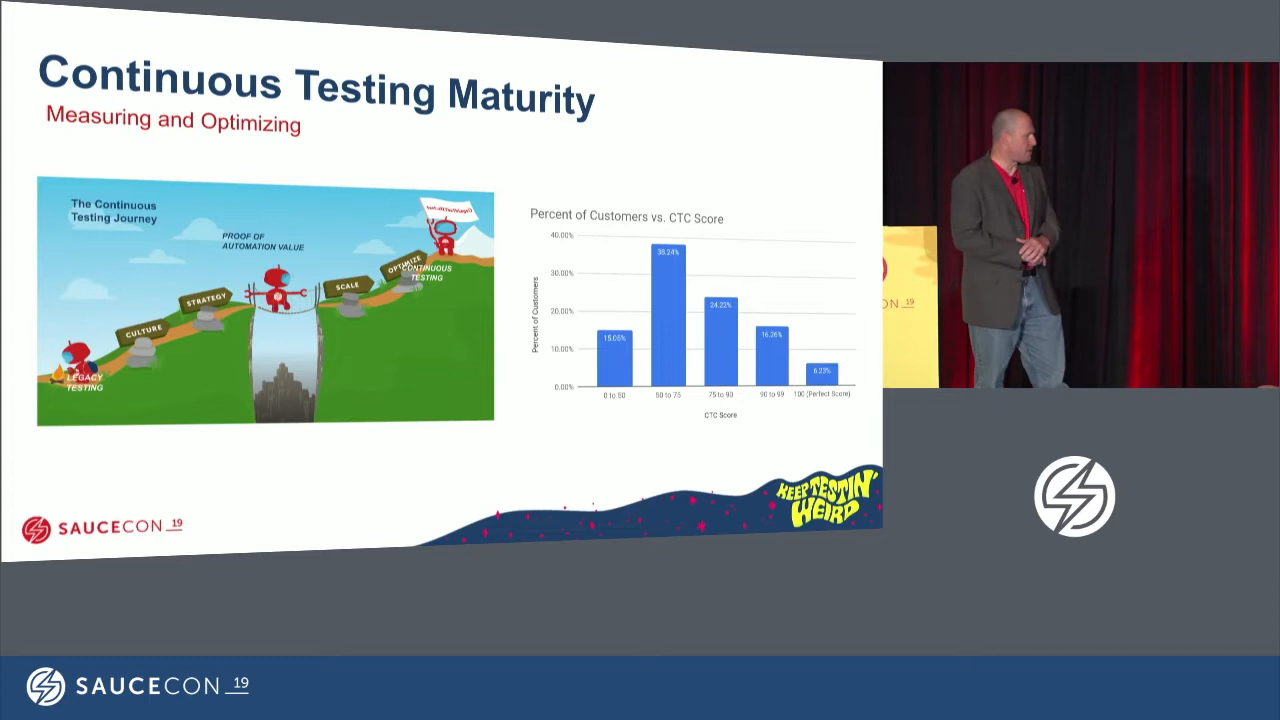 Continuous Testing Maturity
Measuring and Optimizing
The Continuous
Testing Journey
PROOF OF
AUTOMATION VALUE
LEGACY
TESTING
CULTURE
STRATEGY
SCALE
OPTIMIZE
CONTINUOUS
TESTING
Percent of Customers vs. CTC Score
Percent of Customers
40.00%
30.00%
20.00%
10.00%
0.00%
15.05%
38.24%
24.22%
16.26%
6.23%
0 to 50
50 to 75
75 to 90
90 to 99
100 (Perfect Score)
CTC Score
SAUCECON 19
KEEP TESTIN'
WEIRD
ON 19
SAUCECON 19